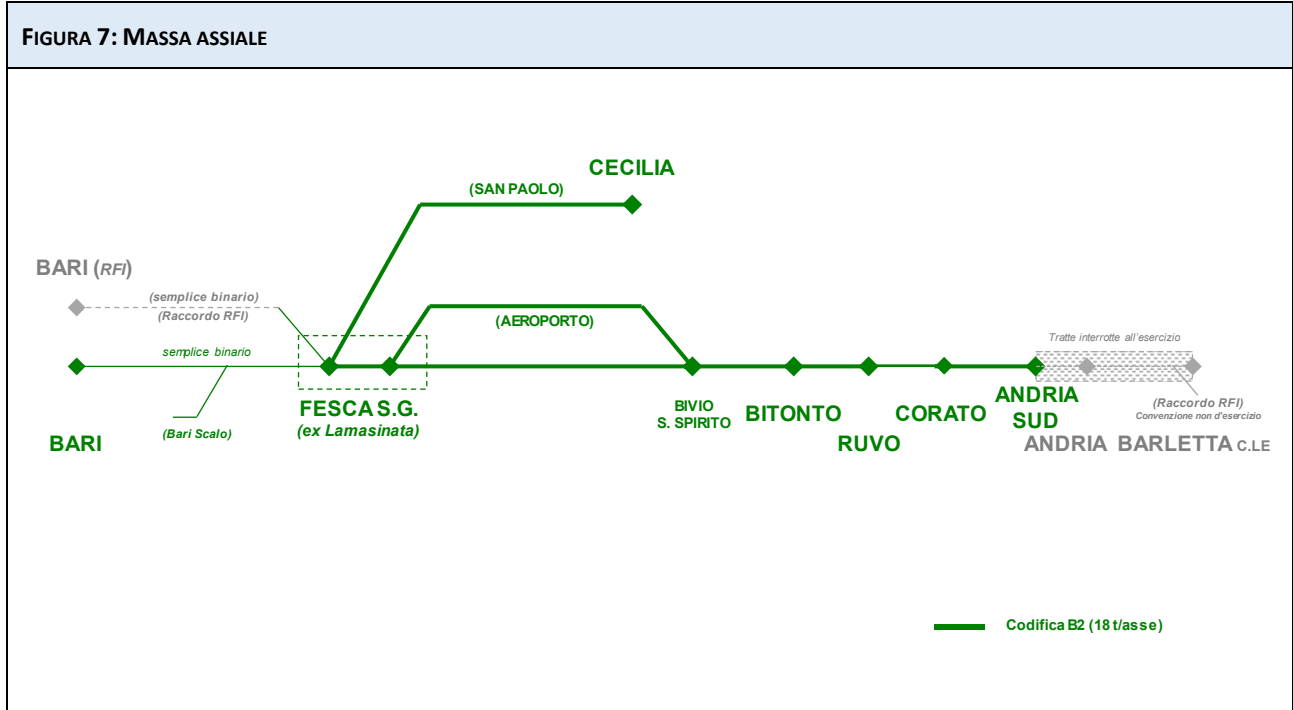 FIGURA 7: MASSA ASSIALE
CECILIA
(SAN PAOLO)
BARI (RFI)
(semplice binario)
(Raccordo RFI)
(AEROPORTO)
semplice binario
Tratte interrotte all'esercizio
(Bari Scalo)
BARI
FESCA S.G.
(ex Lamasinata)
BIVIO
S. SPIRITO
BITONTO
RUVO
CORATO
ANDRIA
SUD
(Raccordo RFI)
Convenzione non d'esercizio
ANDRIA
BARLETTA C.LE
Codifica B2 (18 t/asse)